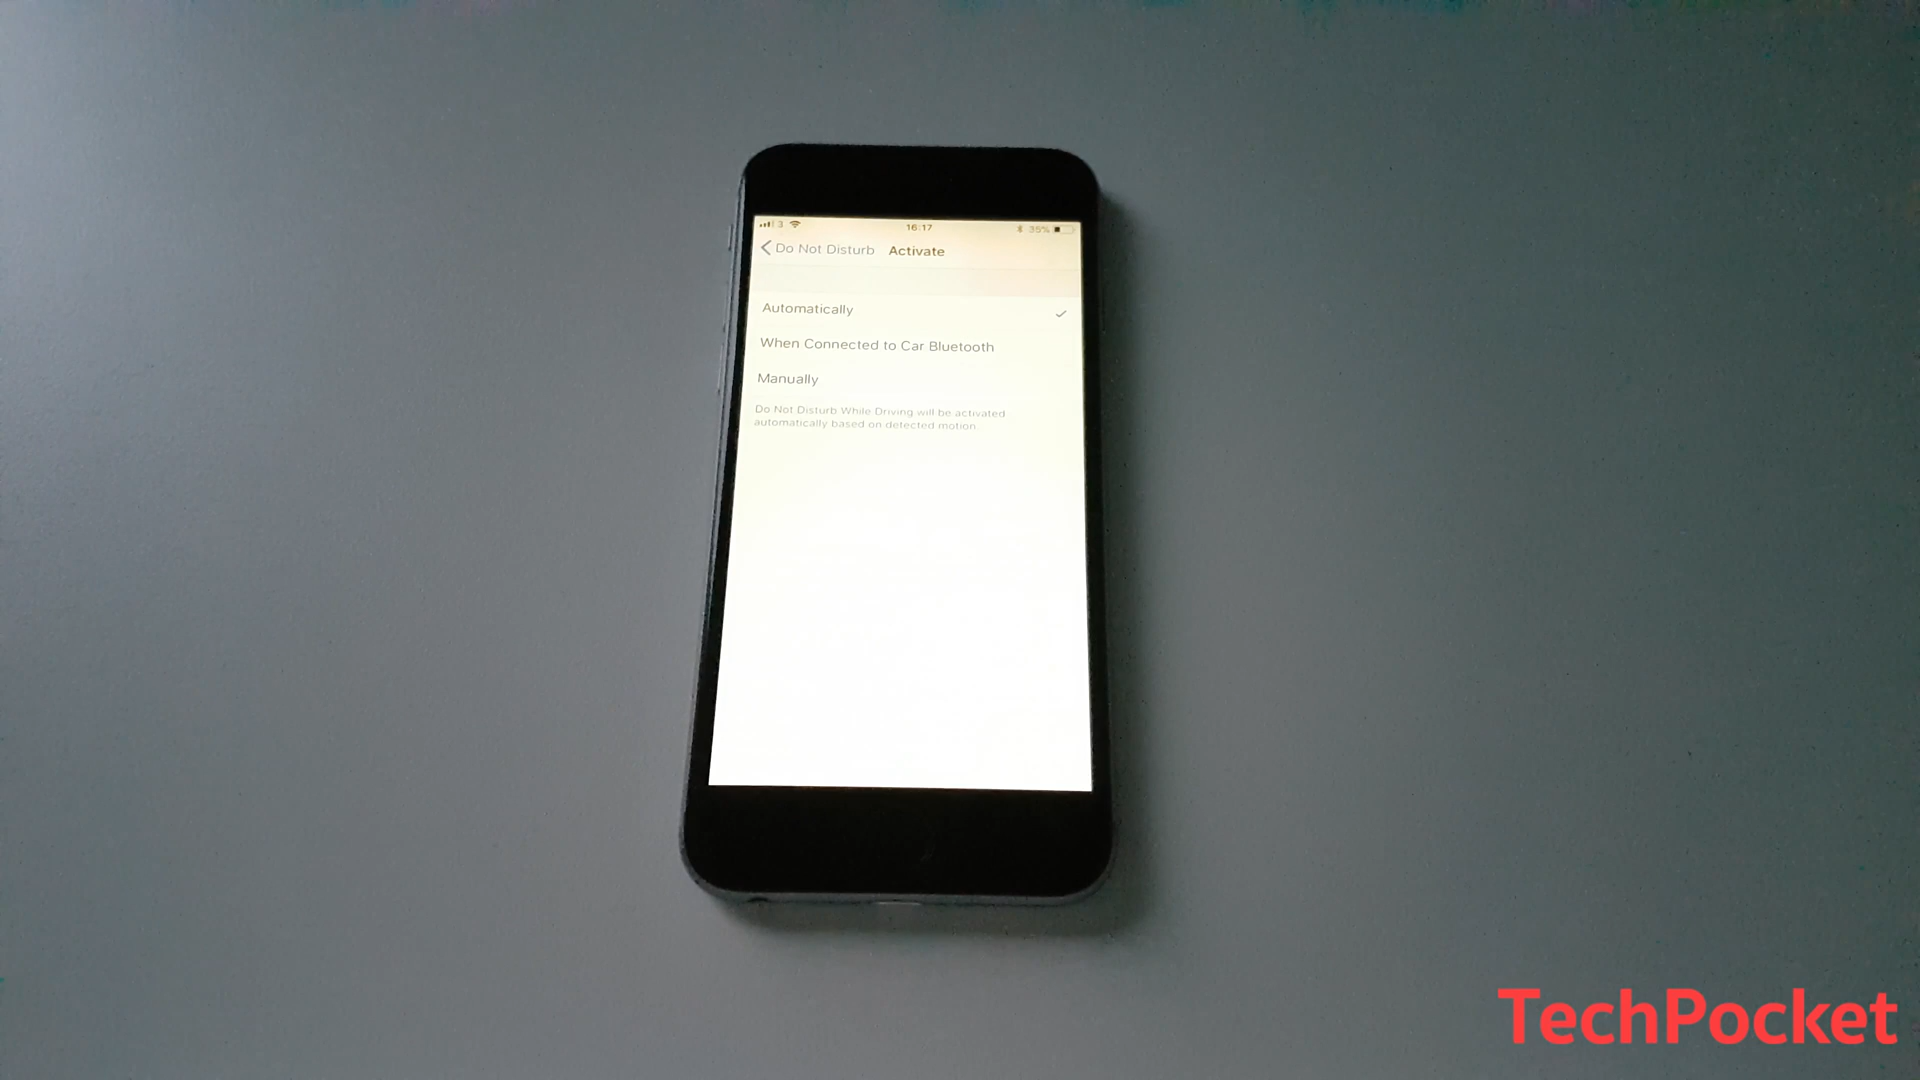 3 16:17 35%
Do Not Disturb Activate
Automatically
When Connected to Car Bluetooth
Manually
Do Not Disturb While Driving will be activated
automatically based on detected motion.
TechPocket